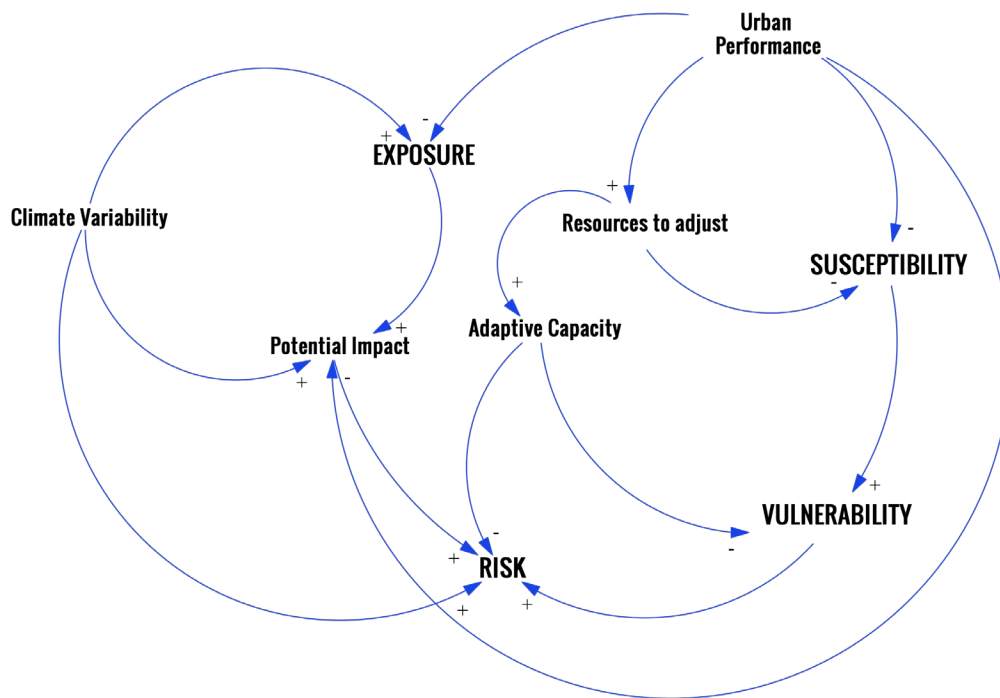 Urban
Performance
-
+
EXPOSURE
+
Climate Variability
Resources to adjust
-
SUSCEPTIBILITY
-
+
Adaptive Capacity
+
Potential Impact
+
-
+
VULNERABILITY
-
-
+
RISK
+
+